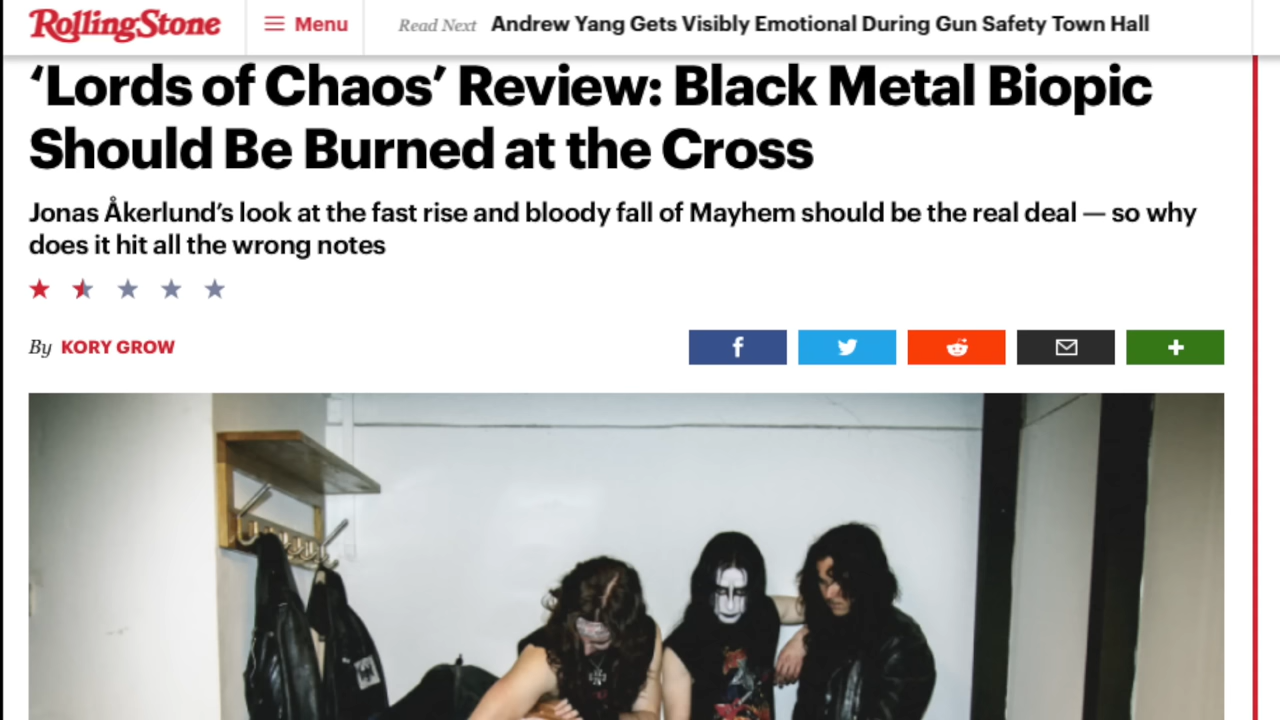 RollingStone Menu Read Next Andrew Yang Gets Visibly Emotional During Gun Safety Town Hall
‘Lords of Chaos’ Review: Black Metal Biopic
Should Be Burned at the Cross
Jonas Åkerlund’s look at the fast rise and bloody fall of Mayhem should be the real deal — so why
does it hit all the wrong notes
By KORY GROW